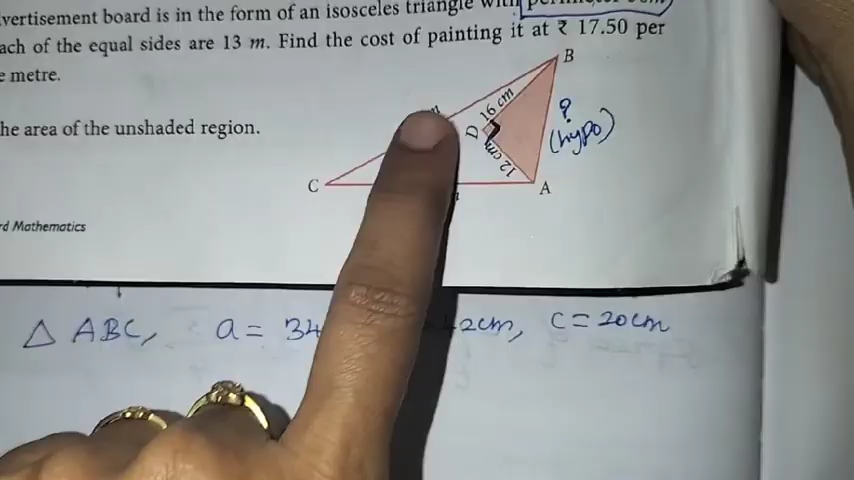 vertisement board is in the form of an isosceles triangle with
ach of the equal sides are 13 m. Find the cost of painting it at ₹ 17.50 per
e metre.
he area of the unshaded region.
B
16 cm
D
12 cm
?
(hypo)
C
A
rd Mathematics
△ ABC, a = 34 2cm, c = 20cm